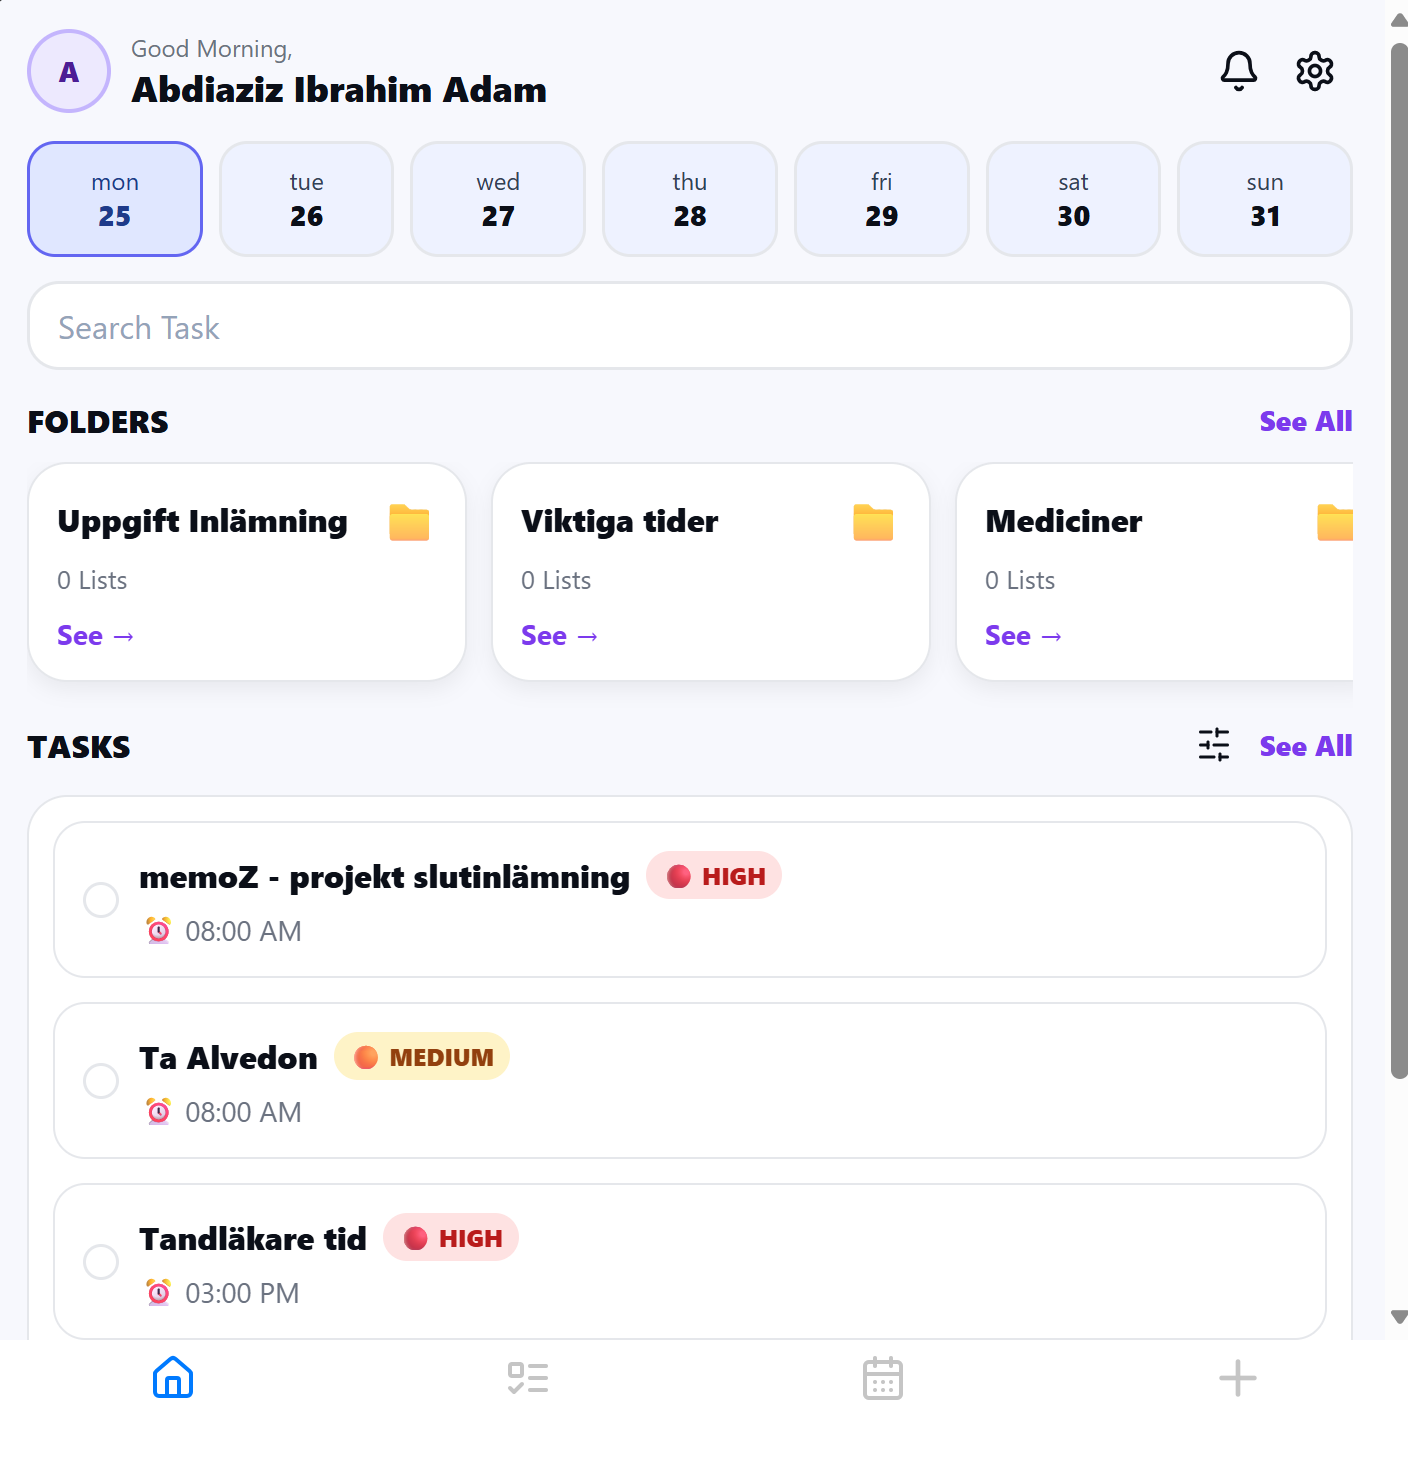 A
Good Morning,
Abdiaziz Ibrahim Adam
mon tue wed thu fri sat sun
25 26 27 28 29 30 31
Search Task
FOLDERS See All
Uppgift Inlämning Viktiga tider Mediciner
0 Lists 0 Lists 0 Lists
See → See → See →
TASKS See All
memoZ - projekt slutinlämning HIGH
08:00 AM
Ta Alvedon MEDIUM
08:00 AM
Tandläkare tid HIGH
03:00 PM